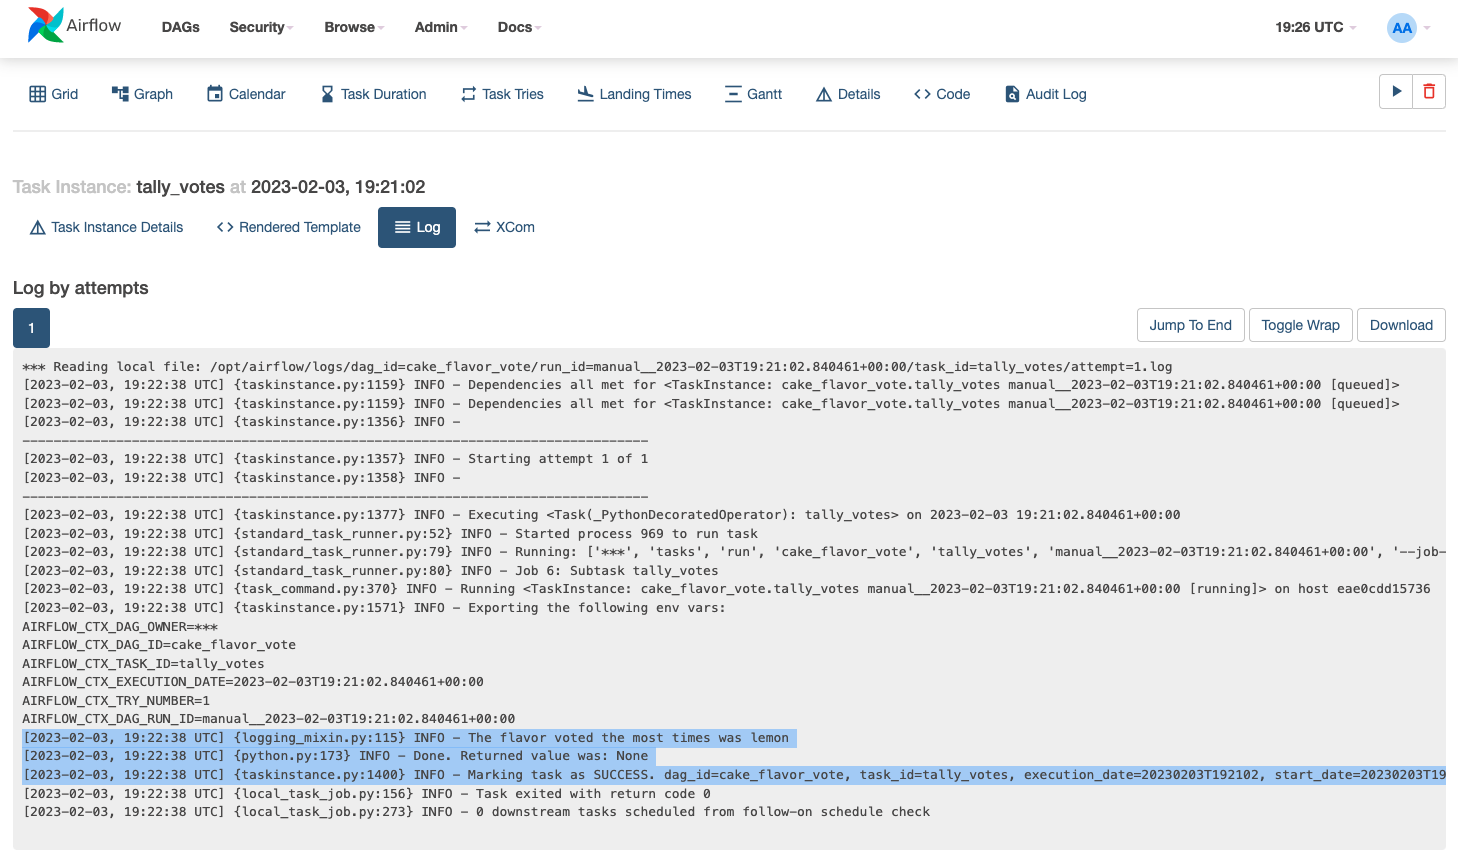 Airflow DAGs Security Browse Admin Docs 19:26 UTC AA
Grid Graph Calendar Task Duration Task Tries Landing Times Gantt Details Code Audit Log
Task Instance: tally_votes at 2023-02-03, 19:21:02
Task Instance Details Rendered Template Log XCom
Log by attempts
1 Jump To End Toggle Wrap Download
*** Reading local file: /opt/airflow/logs/dag_id=cake_flavor_vote/run_id=manual__2023-02-03T19:21:02.840461+00:00/task_id=tally_votes/attempt=1.log
[2023-02-03, 19:22:38 UTC] {taskinstance.py:1159} INFO - Dependencies all met for <TaskInstance: cake_flavor_vote.tally_votes manual__2023-02-03T19:21:02.840461+00:00 [queued]>
[2023-02-03, 19:22:38 UTC] {taskinstance.py:1159} INFO - Dependencies all met for <TaskInstance: cake_flavor_vote.tally_votes manual__2023-02-03T19:21:02.840461+00:00 [queued]>
[2023-02-03, 19:22:38 UTC] {taskinstance.py:1356} INFO -
--------------------------------------------------------------------------------
[2023-02-03, 19:22:38 UTC] {taskinstance.py:1357} INFO - Starting attempt 1 of 1
[2023-02-03, 19:22:38 UTC] {taskinstance.py:1358} INFO -
--------------------------------------------------------------------------------
[2023-02-03, 19:22:38 UTC] {taskinstance.py:1377} INFO - Executing <Task(_PythonDecoratedOperator): tally_votes> on 2023-02-03 19:21:02.840461+00:00
[2023-02-03, 19:22:38 UTC] {standard_task_runner.py:52} INFO - Started process 969 to run task
[2023-02-03, 19:22:38 UTC] {standard_task_runner.py:79} INFO - Running: ['***', 'tasks', 'run', 'cake_flavor_vote', 'tally_votes', 'manual__2023-02-03T19:21:02.840461+00:00', '--job-
[2023-02-03, 19:22:38 UTC] {standard_task_runner.py:80} INFO - Job 6: Subtask tally_votes
[2023-02-03, 19:22:38 UTC] {task_command.py:370} INFO - Running <TaskInstance: cake_flavor_vote.tally_votes manual__2023-02-03T19:21:02.840461+00:00 [running]> on host eae0cdd15736
[2023-02-03, 19:22:38 UTC] {taskinstance.py:1571} INFO - Exporting the following env vars:
AIRFLOW_CTX_DAG_OWNER=***
AIRFLOW_CTX_DAG_ID=cake_flavor_vote
AIRFLOW_CTX_TASK_ID=tally_votes
AIRFLOW_CTX_EXECUTION_DATE=2023-02-03T19:21:02.840461+00:00
AIRFLOW_CTX_TRY_NUMBER=1
AIRFLOW_CTX_DAG_RUN_ID=manual__2023-02-03T19:21:02.840461+00:00
[2023-02-03, 19:22:38 UTC] {logging_mixin.py:115} INFO - The flavor voted the most times was lemon
[2023-02-03, 19:22:38 UTC] {python.py:173} INFO - Done. Returned value was: None
[2023-02-03, 19:22:38 UTC] {taskinstance.py:1400} INFO - Marking task as SUCCESS. dag_id=cake_flavor_vote, task_id=tally_votes, execution_date=20230203T192102, start_date=20230203T19
[2023-02-03, 19:22:38 UTC] {local_task_job.py:156} INFO - Task exited with return code 0
[2023-02-03, 19:22:38 UTC] {local_task_job.py:273} INFO - 0 downstream tasks scheduled from follow-on schedule check